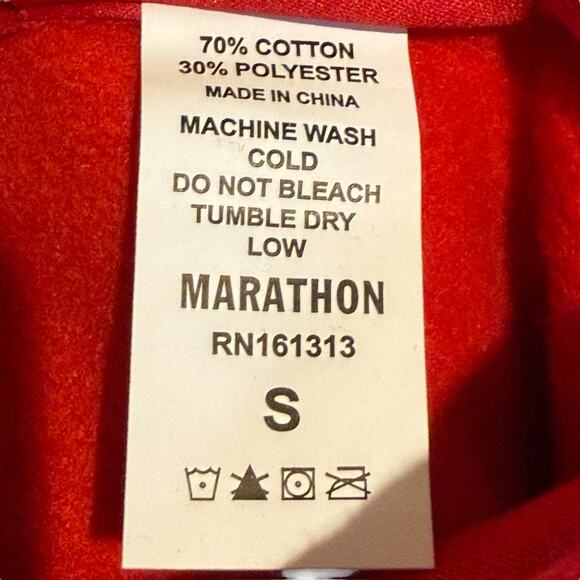 70% COTTON
30% POLYESTER
MADE IN CHINA
MACHINE WASH
COLD
DO NOT BLEACH
TUMBLE DRY
LOW
MARATHON
RN161313
S